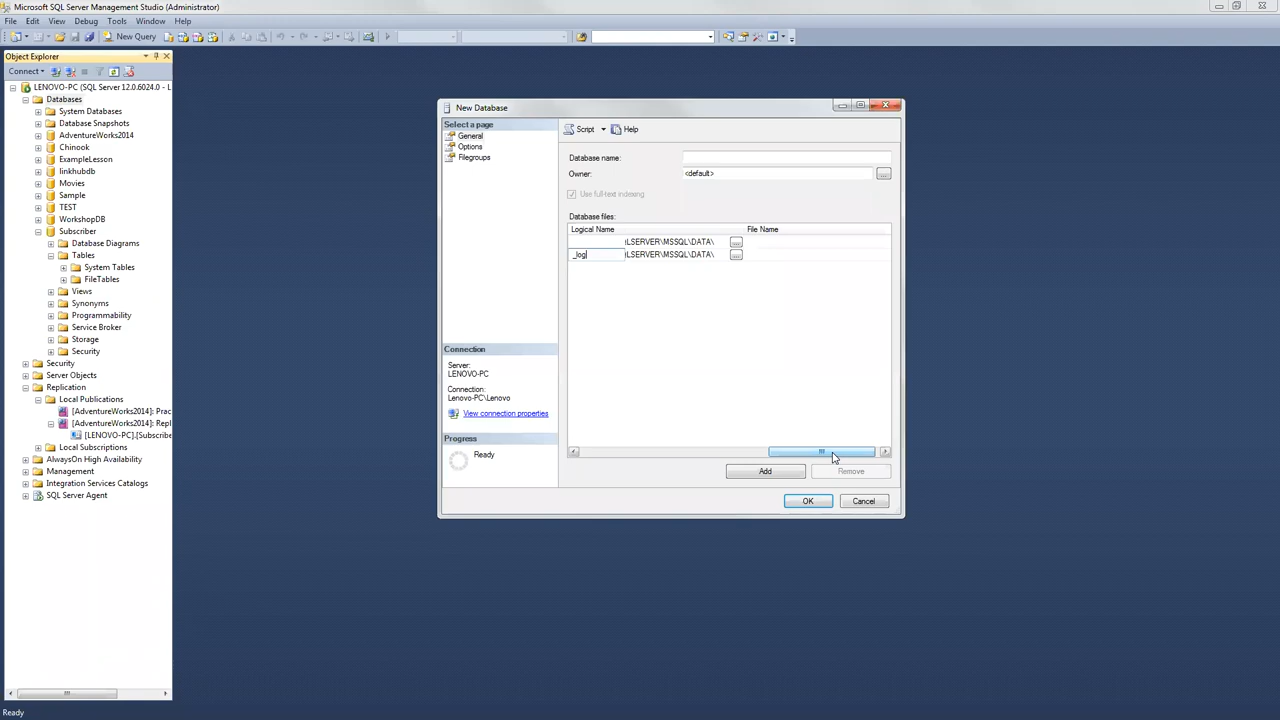 Microsoft SQL Server Management Studio (Administrator)
File Edit View Debug Tools Window Help
New Query
Object Explorer
Connect
LENOVO-PC (SQL Server 12.0.6024.0 - L
Databases
System Databases
Database Snapshots
AdventureWorks2014
Chinook
ExampleLesson
linkhubdb
Movies
Sample
TEST
WorkshopDB
Subscriber
Database Diagrams
Tables
System Tables
FileTables
Views
Synonyms
Programmability
Service Broker
Storage
Security
Security
Server Objects
Replication
Local Publications
[AdventureWorks2014]: Prac
[AdventureWorks2014]: Repl
[LENOVO-PC].[Subscribe
Local Subscriptions
AlwaysOn High Availability
Management
Integration Services Catalogs
SQL Server Agent
Ready
New Database
Select a page
General
Options
Filegroups
Connection
Server:
LENOVO-PC
Connection:
Lenovo-PC\Lenovo
View connection properties
Progress
Ready
Script Help
Database name:
Owner: <default> ...
Use full-text indexing
Database files:
Logical Name File Name
LSERVER\MSSQL\DATA\ ...
_log LSERVER\MSSQL\DATA\ ...
Add Remove
OK Cancel